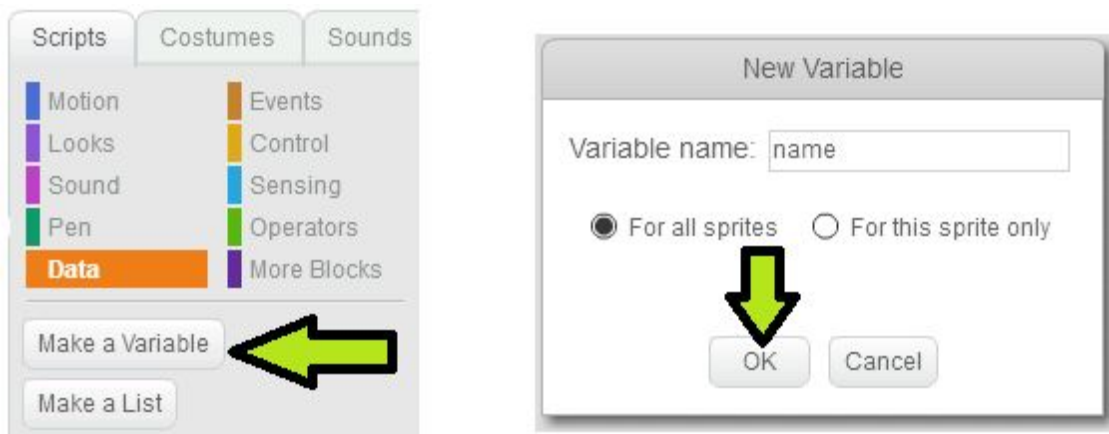 Scripts Costumes Sounds
Motion Events
Looks Control
Sound Sensing
Pen Operators
Data More Blocks
Make a Variable
Make a List
New Variable
Variable name: name
For all sprites For this sprite only
OK Cancel